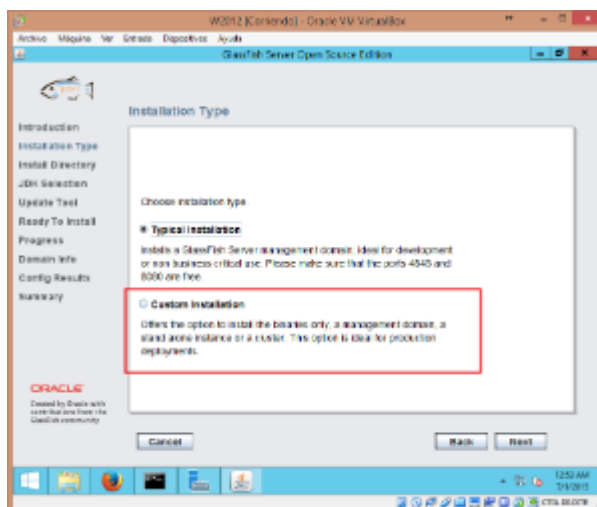 W2012 [Corriendo] - Oracle VM VirtualBox
Archivo Máquina Ver Entrada Dispositivos Ayuda
GlassFish Server Open Source Edition
Installation Type
Introduction
Installation Type
Install Directory
JDK Selection
Update Tool
Ready To Install
Progress
Domain Info
Config Results
Summary
Choose installation type.
Typical Installation
Installs a GlassFish Server management domain, ideal for development
or non business critical use. Please make sure that the ports 4848 and
8080 are free.
Custom Installation
Offers the option to install the binaries only, a management domain, a
stand alone instance or a cluster. This option is ideal for production
deployments.
ORACLE
Created by Oracle with
contributions from the
GlassFish community
Cancel
Back
Next
12:52 AM
7/1/2015
CTRL DERECHA